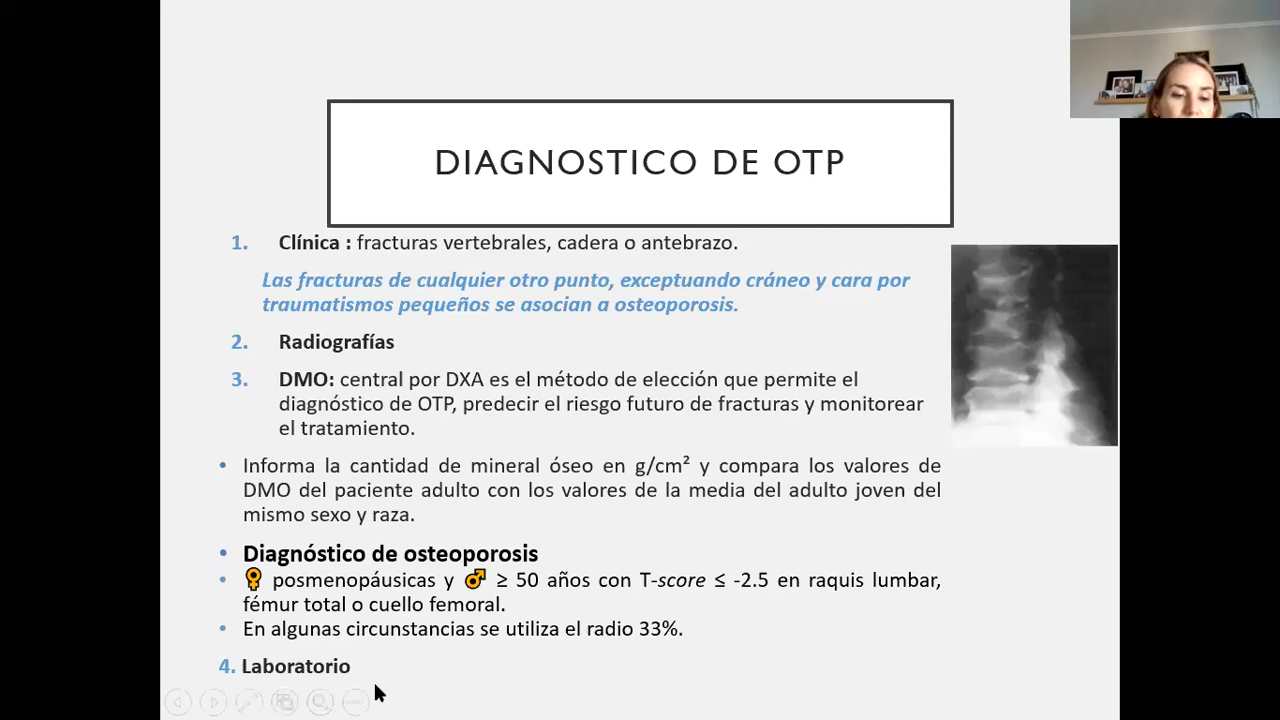 DIAGNOSTICO DE OTP
1. Clínica : fracturas vertebrales, cadera o antebrazo.
Las fracturas de cualquier otro punto, exceptuando cráneo y cara por
traumatismos pequeños se asocian a osteoporosis.
2. Radiografías
3. DMO: central por DXA es el método de elección que permite el
diagnóstico de OTP, predecir el riesgo futuro de fracturas y monitorear
el tratamiento.
• Informa la cantidad de mineral óseo en g/cm² y compara los valores de
DMO del paciente adulto con los valores de la media del adulto joven del
mismo sexo y raza.
• Diagnóstico de osteoporosis
• ♀ posmenopáusicas y ♂ ≥ 50 años con T-score ≤ -2.5 en raquis lumbar,
fémur total o cuello femoral.
• En algunas circunstancias se utiliza el radio 33%.
4. Laboratorio